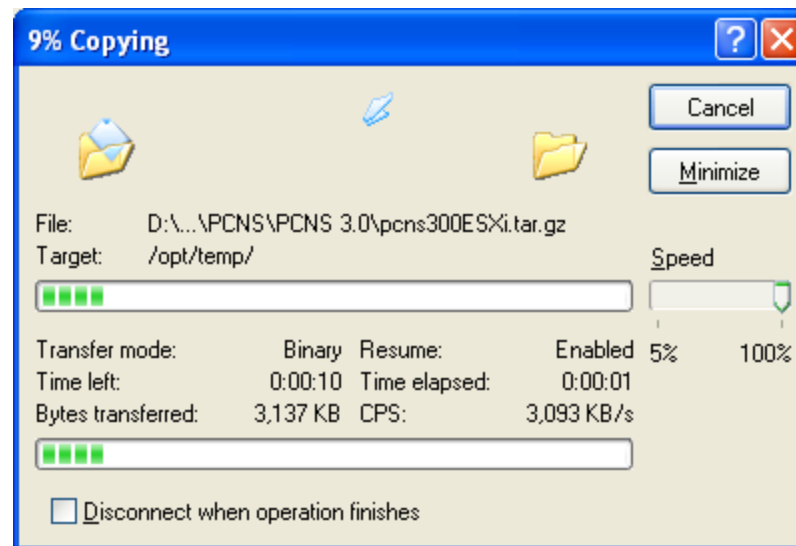 9% Copying
Cancel
Minimize
File: D:\...\PCNS\PCNS 3.0\pcns300ESXi.tar.gz
Target: /opt/temp/
Speed
5% 100%
Transfer mode: Binary Resume: Enabled
Time left: 0:00:10 Time elapsed: 0:00:01
Bytes transferred: 3,137 KB CPS: 3,093 KB/s
Disconnect when operation finishes